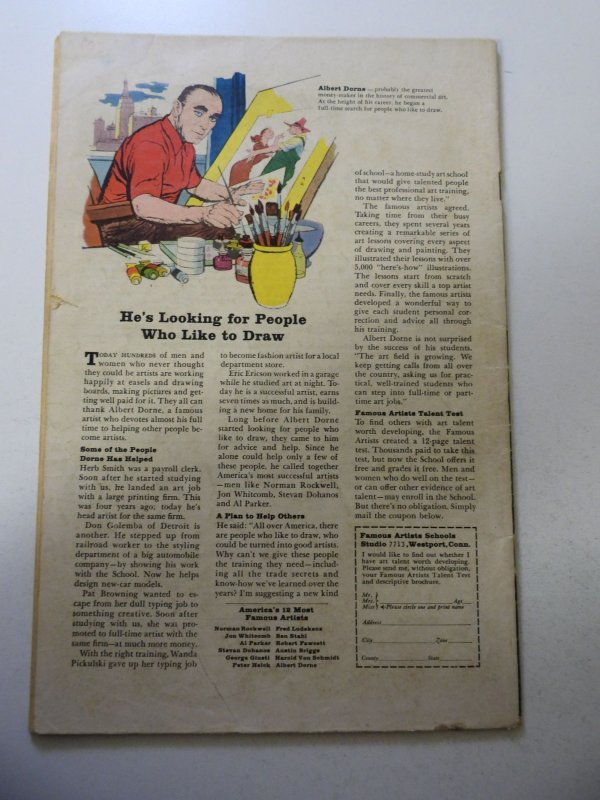 Albert Dorne — probably the greatest
money-maker in the history of commercial art.
At the height of his career, he began a
full-time search for people who like to draw.
He's Looking for People
Who Like to Draw
TODAY HUNDREDS of men and
women who never thought
they could be artists are working
happily at easels and drawing
boards, making pictures and get-
ting well paid for it. They all can
thank Albert Dorne, a famous
artist who devotes almost his full
time to helping other people be-
come artists.
Some of the People
Dorne Has Helped
Herb Smith was a payroll clerk.
Soon after he started studying
with us, he landed an art job
with a large printing firm. This
was four years ago: today he's
head artist for the same firm.
Don Golemba of Detroit is
another. He stepped up from
railroad worker to the styling
department of a big automobile
company—by showing his work
with the School. Now he helps
design new-car models.
Pat Browning wanted to es-
cape from her dull typing job to
something creative. Soon after
studying with us, she was pro-
moted to full-time artist with the
same firm—at much more money.
With the right training, Wanda
Pickulski gave up her typing job
to become fashion artist for a local
department store.
Eric Ericson worked in a garage
while he studied art at night. To-
day he is a successful artist, earns
seven times as much, and is build-
ing a new home for his family.
Long before Albert Dorne
started looking for people who
like to draw, they came to him
for advice and help. Since he
alone could help only a few of
these people, he called together
America's most successful artists
—men like Norman Rockwell,
Jon Whitcomb, Stevan Dohanos
and Al Parker.
A Plan to Help Others
He said: "All over America, there
are people who like to draw, who
could be turned into good artists.
Why can't we give these people
the training they need—includ-
ing all the trade secrets and
know-how we've learned over the
years? I'm suggesting a new kind
America's 12 Most
Famous Artists
Norman Rockwell Fred Ludekens
Jon Whitcomb Ben Stahl
Al Parker Robert Fawcett
Stevan Dohanos Austin Briggs
George Giusti Harold Von Schmidt
Peter Helck Albert Dorne
of school—a home-study art school
that would give talented people
the best professional art training,
no matter where they live."
The famous artists agreed.
Taking time from their busy
careers, they spent several years
creating a remarkable series of
art lessons covering every aspect
of drawing and painting. They
illustrated their lessons with over
5,000 "here's-how" illustrations.
The lessons start from scratch
and cover every skill a top artist
needs. Finally, the famous artists
developed a wonderful way to
give each student personal cor-
rection and advice all through
his training.
Albert Dorne is not surprised
by the success of his students.
"The art field is growing. We
keep getting calls from all over
the country, asking us for prac-
tical, well-trained students who
can step into full-time or part-
time art jobs."
Famous Artists Talent Test
To find others with art talent
worth developing, the Famous
Artists created a 12-page talent
test. Thousands paid to take this
test, but now the School offers it
free and grades it free. Men and
women who do well on the test—
or can offer other evidence of art
talent—may enroll in the School.
But there's no obligation. Simply
mail the coupon below.
Famous Artists Schools
Studio 7713, Westport, Conn.
I would like to find out whether I
have art talent worth developing.
Please send me, without obligation,
your Famous Artists Talent Test
and descriptive brochure.
Mr.
Mrs. Age
Miss Please circle one and print name
Address
City Zone
County State